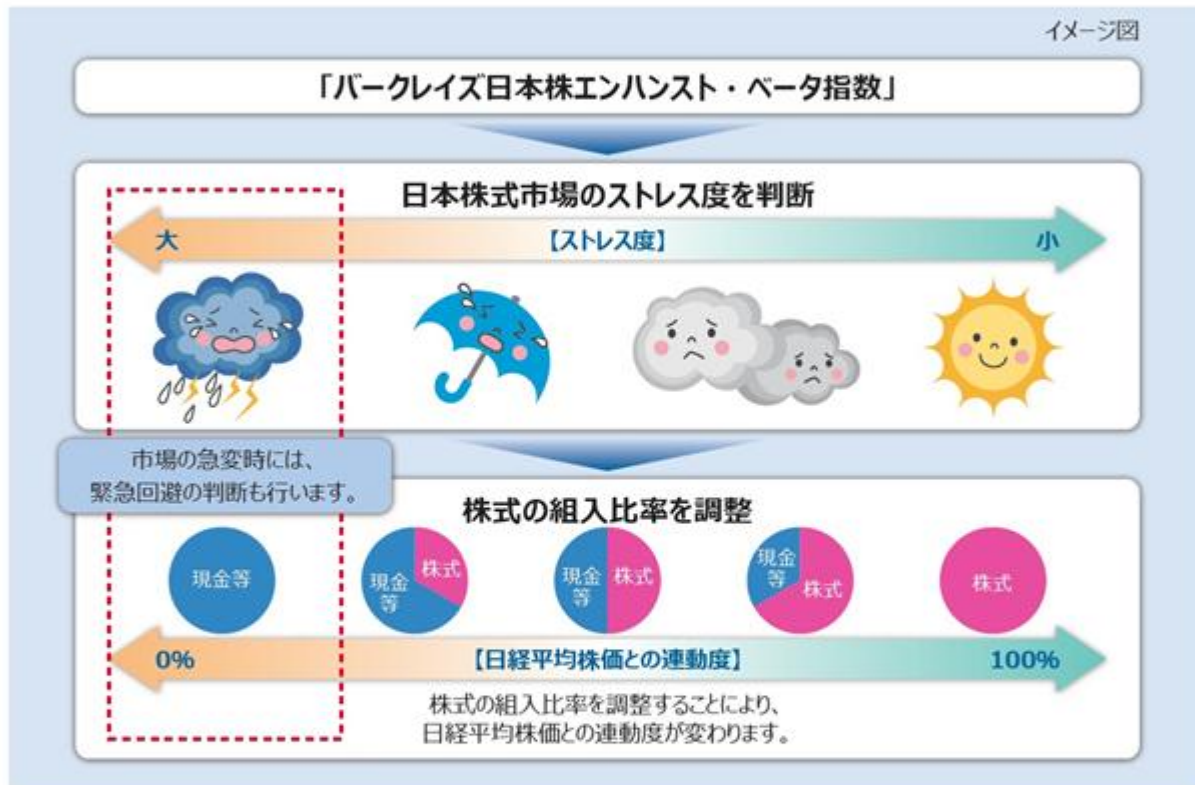 イメージ図
「バークレイズ日本株エンハンスト・ベータ指数」
日本株式市場のストレス度を判断
大 【ストレス度】 小
市場の急変時には、
緊急回避の判断も行います。
株式の組入比率を調整
現金等
株式
現金
等
現金
等
株式
現金
等
株式
株式
0% 【日経平均株価との連動度】 100%
株式の組入比率を調整することにより、
日経平均株価との連動度が変わります。